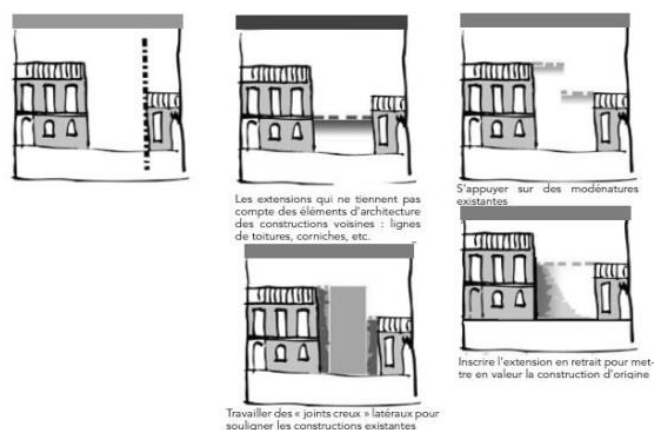 Les extensions qui ne tiennent pas
compte des éléments d'architecture
des constructions voisines : lignes
de toitures, corniches, etc.
S'appuyer sur des modénatures
existantes
Travailler des « joints creux » latéraux pour
souligner les constructions existantes
Inscrire l'extension en retrait pour met-
tre en valeur la construction d'origine